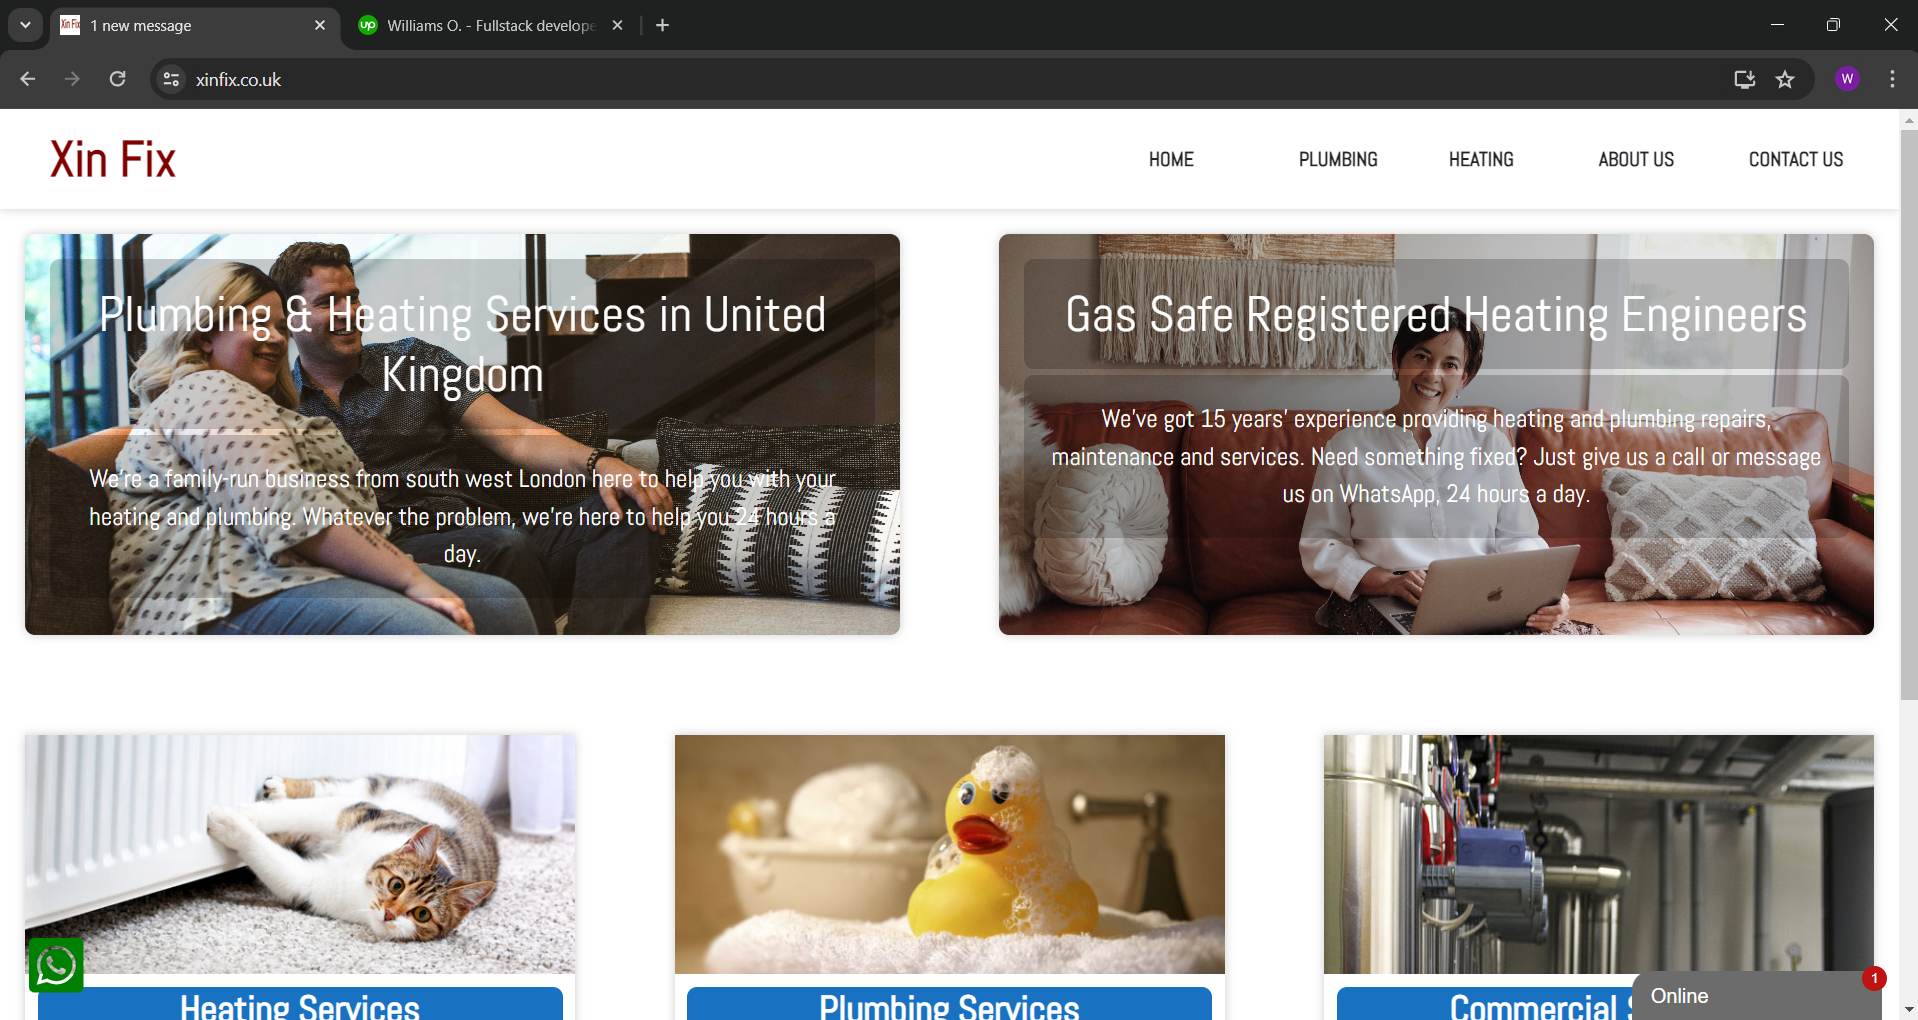 1 new message
Williams O. - Fullstack develope
xinfix.co.uk
W
Xin Fix
HOME
PLUMBING
HEATING
ABOUT US
CONTACT US
Plumbing & Heating Services in United
Kingdom
We're a family-run business from south west London here to help you with your
heating and plumbing. Whatever the problem, we're here to help you 24 hours a
day.
Gas Safe Registered Heating Engineers
We've got 15 years' experience providing heating and plumbing repairs,
maintenance and services. Need something fixed? Just give us a call or message
us on WhatsApp, 24 hours a day.
Heating Services
Plumbing Services
Commercial S
Online
1